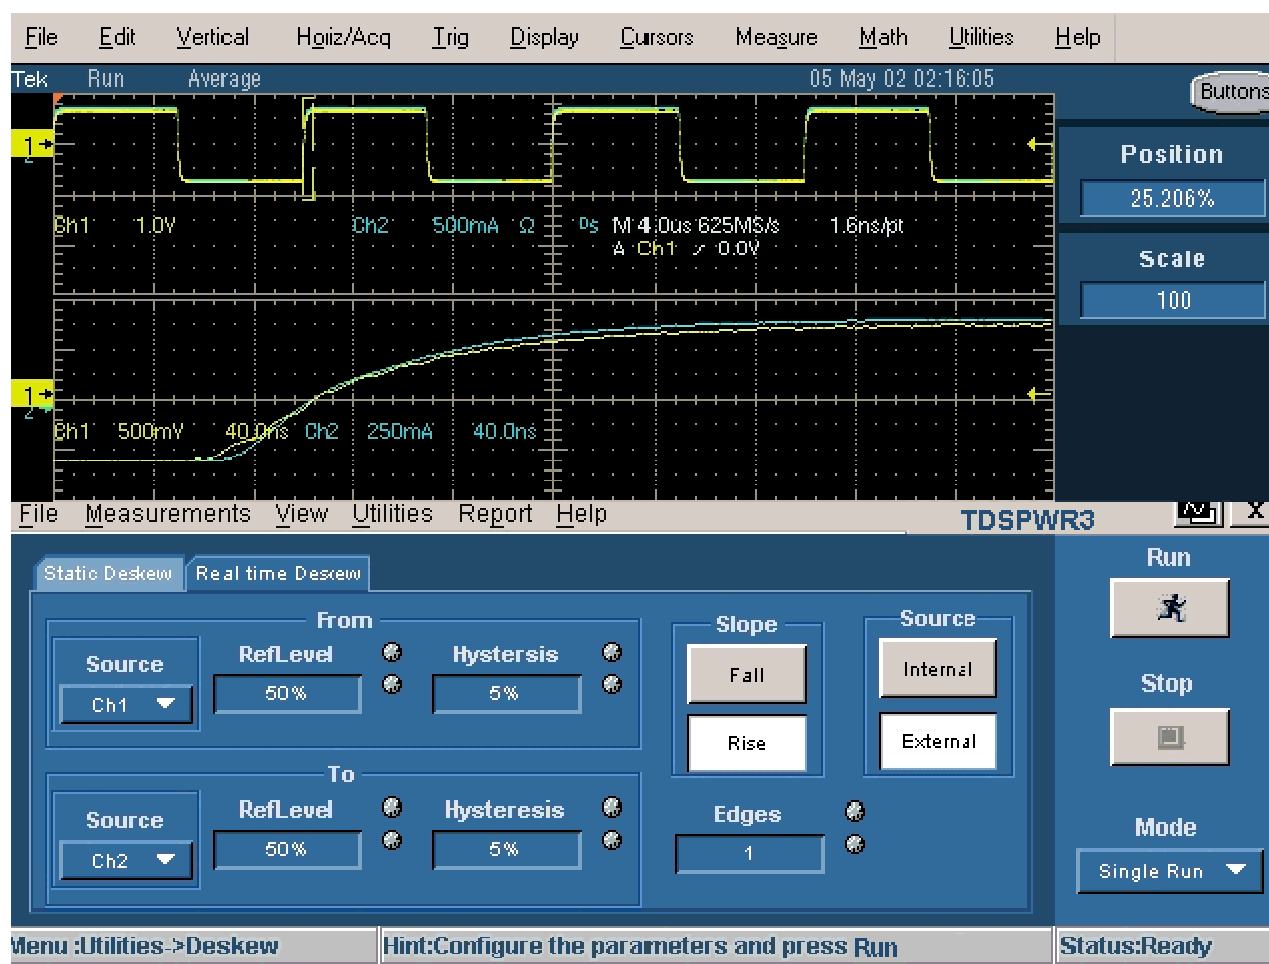 File Edit Vertical Horiz/Acq Trig Display Cursors Measure Math Utilities Help
Tek Run Average 05 May 02 02:16:05
Buttons
1
2
Position
25.206%
Ch1 1.0V Ch2 500mA Ω M 4.0us 625MS/s 1.6ns/pt
A Ch1 0.0V
Scale
100
1
2
Ch1 500mV 40.0ns Ch2 250mA 40.0ns
File Measurements View Utilities Report Help
TDSPWR3
X
Static Deskew Real time Deskew
Run
From
Source
RefLevel
Hystersis
Ch1
50%
5%
Slope
Fall
Rise
Source
Internal
External
Stop
To
Source
RefLevel
Hysteresis
Ch2
50%
5%
Edges
1
Mode
Single Run
Menu :Utilities->Deskew
Hint:Configure the parameters and press Run
Status:Ready